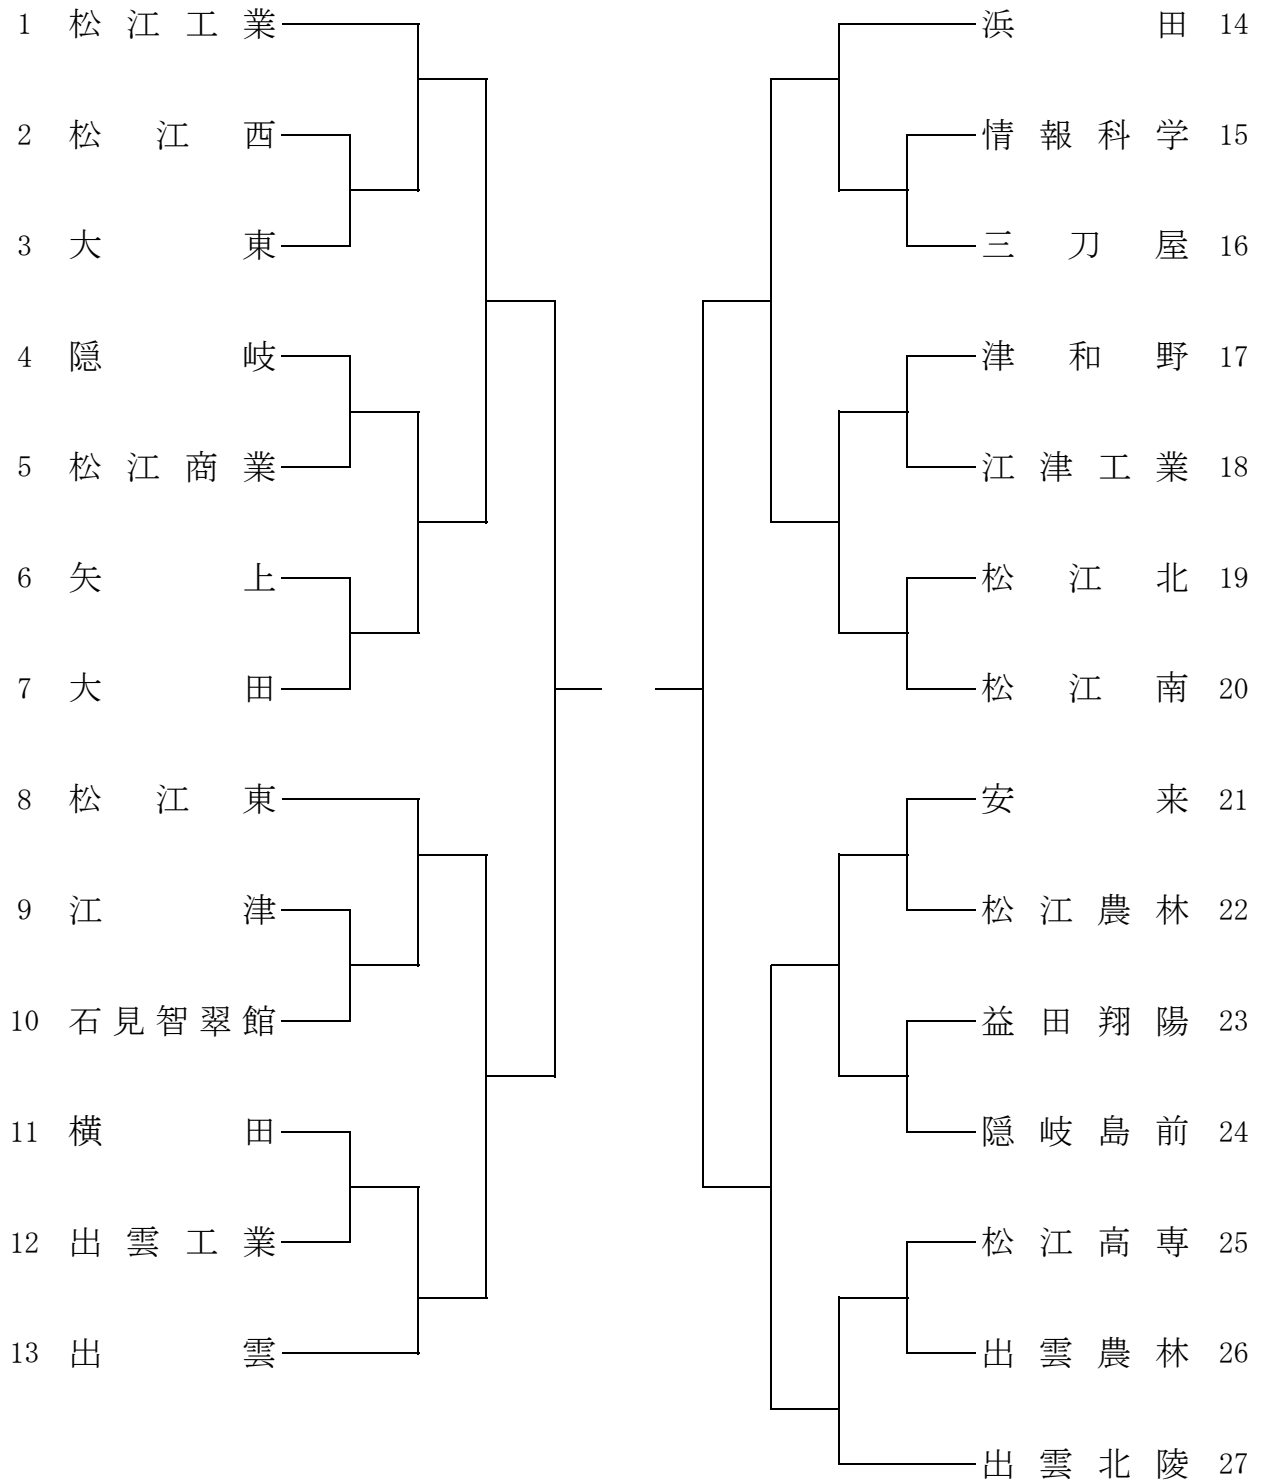 1 松江工業
2 松江西
3 大東
4 隠岐
5 松江商業
6 矢上
7 大田
8 松江東
9 江津
10 石見智翠館
11 横田
12 出雲工業
13 出雲
浜田 14
情報科学 15
三刀屋 16
津和野 17
江津工業 18
松江北 19
松江南 20
安来 21
松江農林 22
益田翔陽 23
隠岐島前 24
松江高専 25
出雲農林 26
出雲北陵 27